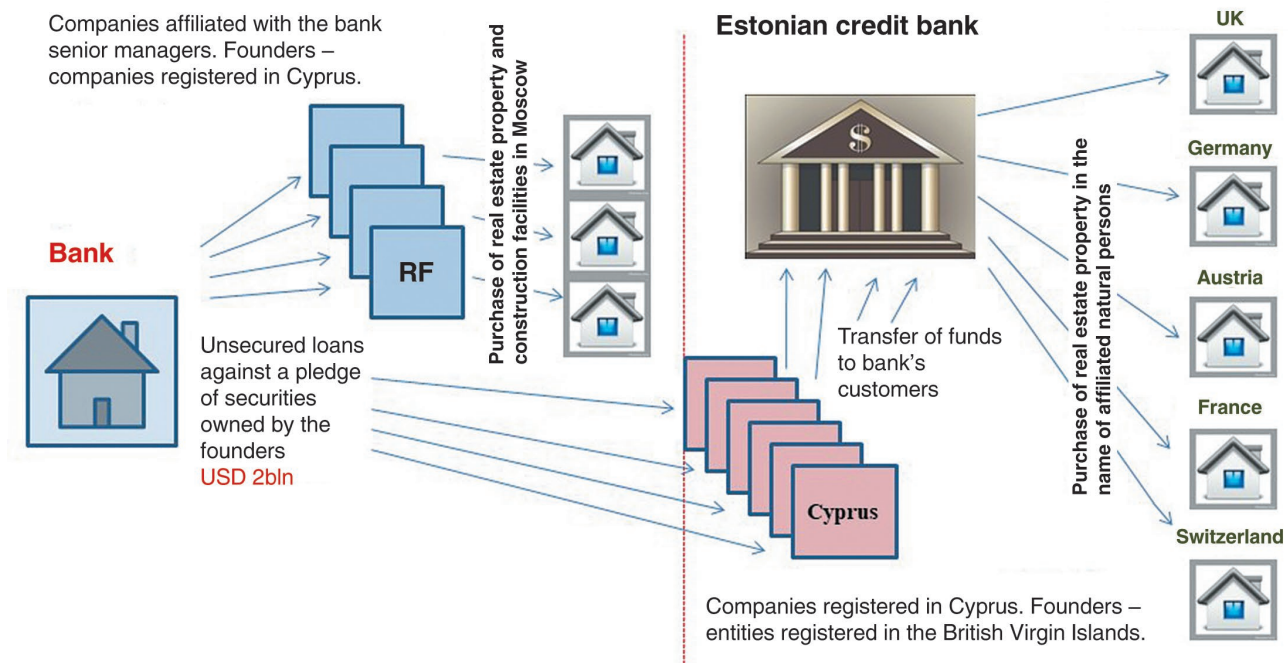 Companies affiliated with the bank
senior managers. Founders –
companies registered in Cyprus.
Bank
RF
Unsecured loans
against a pledge
of securities
owned by the
founders
USD 2bln
Purchase of real estate property and
construction facilities in Moscow
Estonian credit bank
$
Transfer of funds
to bank's
customers
Cyprus
Companies registered in Cyprus. Founders –
entities registered in the British Virgin Islands.
Purchase of real estate property in the
name of affiliated natural persons
UK
Germany
Austria
France
Switzerland